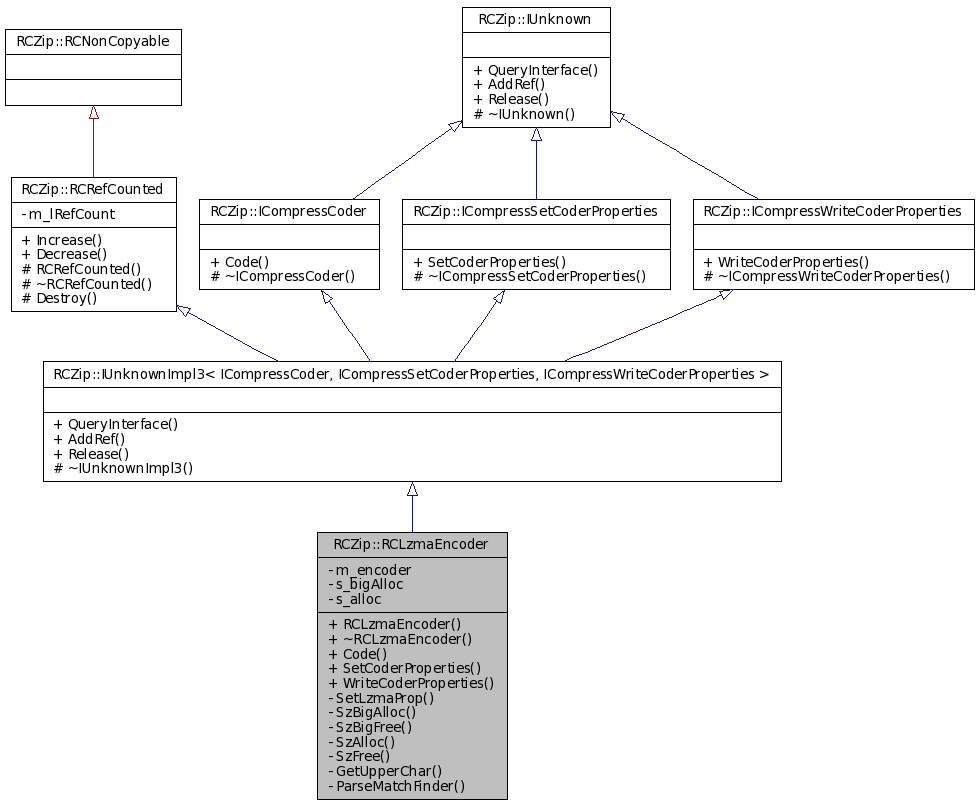 RCZip::IUnknown
+ QueryInterface()
+ AddRef()
+ Release()
# ~IUnknown()
RCZip::RCNonCopyable
RCZip::RCRefCounted
- m_lRefCount
+ Increase()
+ Decrease()
# RCRefCounted()
# ~RCRefCounted()
# Destroy()
RCZip::ICompressCoder
+ Code()
# ~ICompressCoder()
RCZip::ICompressSetCoderProperties
+ SetCoderProperties()
# ~ICompressSetCoderProperties()
RCZip::ICompressWriteCoderProperties
+ WriteCoderProperties()
# ~ICompressWriteCoderProperties()
RCZip::IUnknownImpl3< ICompressCoder, ICompressSetCoderProperties, ICompressWriteCoderProperties >
+ QueryInterface()
+ AddRef()
+ Release()
# ~IUnknownImpl3()
RCZip::RCLzmaEncoder
- m_encoder
- s_bigAlloc
- s_alloc
+ RCLzmaEncoder()
+ ~RCLzmaEncoder()
+ Code()
+ SetCoderProperties()
+ WriteCoderProperties()
- SetLzmaProp()
- SzBigAlloc()
- SzBigFree()
- SzAlloc()
- SzFree()
- GetUpperChar()
- ParseMatchFinder()